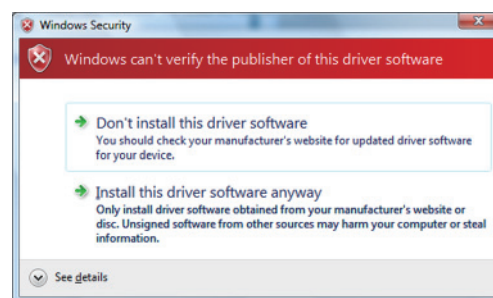 Windows Security
Windows can't verify the publisher of this driver software
Don't install this driver software
You should check your manufacturer's website for updated driver software
for your device.
Install this driver software anyway
Only install driver software obtained from your manufacturer's website or
disc. Unsigned software from other sources may harm your computer or steal
information.
See details